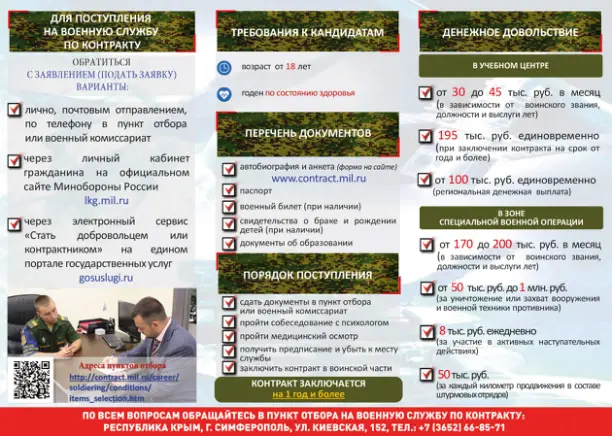 ДЛЯ ПОСТУПЛЕНИЯ
НА ВОЕННУЮ СЛУЖБУ
ПО КОНТРАКТУ
ОБРАТИТЬСЯ
С ЗАЯВЛЕНИЕМ (ПОДАТЬ ЗАЯВКУ)
ВАРИАНТЫ:
лично, почтовым отправлением,
по телефону в пункт отбора
или военный комиссариат
через личный кабинет
гражданина на официальном
сайте Минобороны России
lkg.mil.ru
через электронный сервис
«Стать добровольцем или
контрактником» на едином
портале государственных услуг
gosuslugi.ru
Адреса пунктов отбора
http://contract.mil.ru/career/
soldiering/conditions/
items_selection.htm
ТРЕБОВАНИЯ К КАНДИДАТАМ
возраст от 18 лет
годен по состоянию здоровья
ПЕРЕЧЕНЬ ДОКУМЕНТОВ
автобиография и анкета (форма на сайте)
www.contract.mil.ru
паспорт
военный билет (при наличии)
свидетельства о браке и рождении
детей (при наличии)
документы об образовании
ПОРЯДОК ПОСТУПЛЕНИЯ
сдать документы в пункт отбора
или военный комиссариат
пройти собеседование с психологом
пройти медицинский осмотр
получить предписание и убыть к месту
службы
заключить контракт в воинской части
КОНТРАКТ ЗАКЛЮЧАЕТСЯ
на 1 год и более
ДЕНЕЖНОЕ ДОВОЛЬСТВИЕ
В УЧЕБНОМ ЦЕНТРЕ
от 30 до 45 тыс. руб. в месяц
(в зависимости от воинского звания,
должности и выслуги лет)
195 тыс. руб. единовременно
(при заключении контракта на срок от
года и более)
от 100 тыс. руб. единовременно
(региональная денежная выплата)
В ЗОНЕ
СПЕЦИАЛЬНОЙ ВОЕННОЙ ОПЕРАЦИИ
от 170 до 200 тыс. руб. в месяц
(в зависимости от воинского звания,
должности и выслуги лет)
от 50 тыс. руб. до 1 млн. руб.
(за уничтожение или захват вооружения
и военной техники противника)
8 тыс. руб. ежедневно
(за участие в активных наступательных
действиях)
50 тыс. руб.
(за каждый километр продвижения в составе
штурмовых отрядов)
ПО ВСЕМ ВОПРОСАМ ОБРАЩАЙТЕСЬ В ПУНКТ ОТБОРА НА ВОЕННУЮ СЛУЖБУ ПО КОНТРАКТУ:
РЕСПУБЛИКА КРЫМ, Г. СИМФЕРОПОЛЬ, УЛ. КИЕВСКАЯ, 152, ТЕЛ.: +7 (3652) 66-85-71